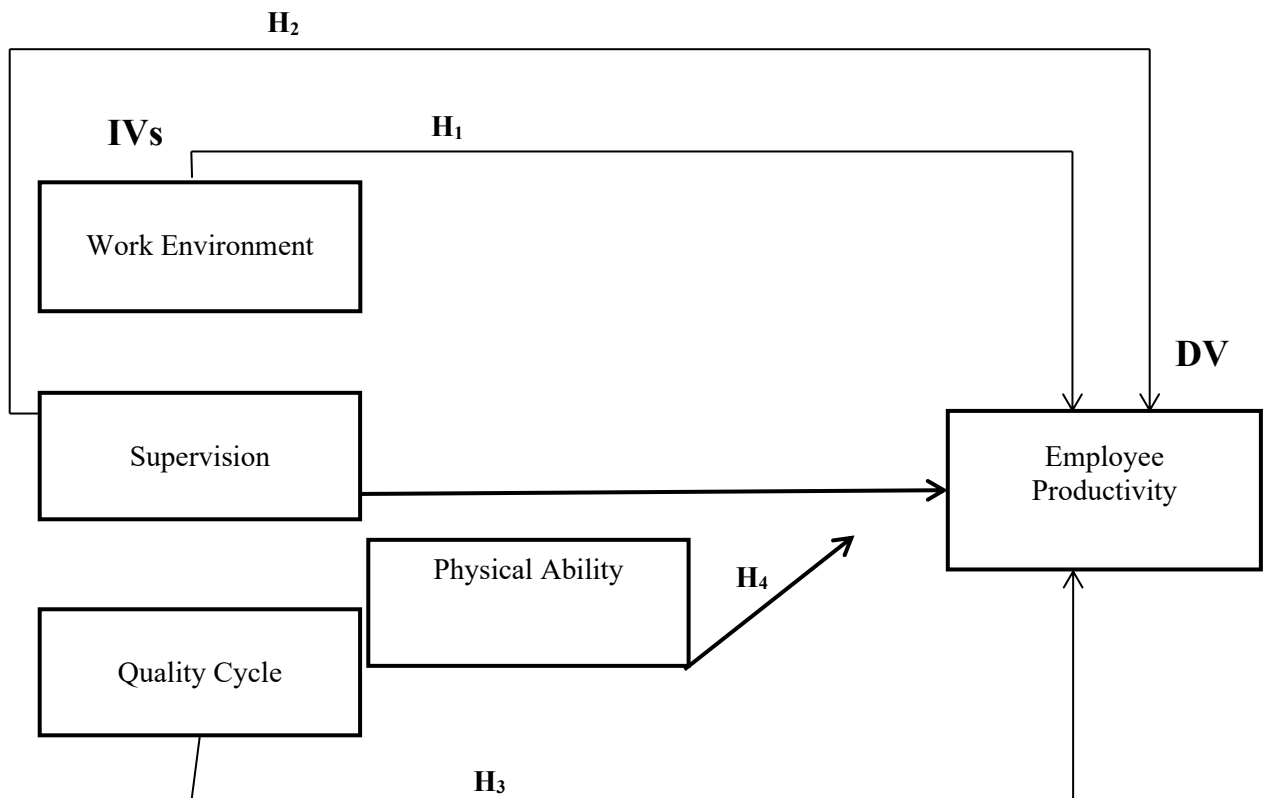 H₂
IVs
H₁
Work Environment
DV
Supervision
Employee
Productivity
Physical Ability
H₄
Quality Cycle
H₃